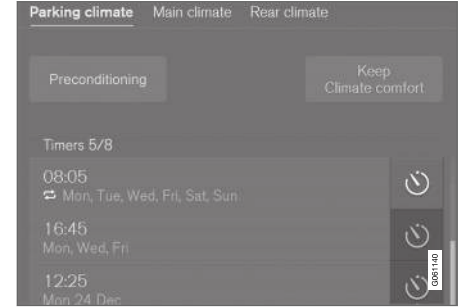 Parking climate Main climate Rear climate
Preconditioning
Keep
Climate comfort
Timers 5/8
08:05
Mon, Tue, Wed, Fri, Sat, Sun
16:45
Mon, Wed, Fri
12:25
Mon 24 Dec
G061140